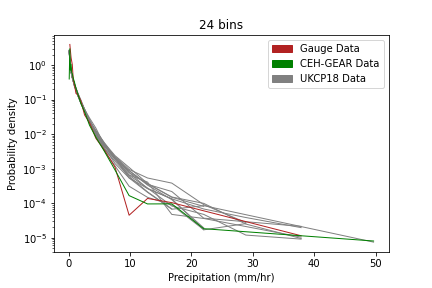 24 bins
Gauge Data
CEH-GEAR Data
UKCP18 Data
Probability density
10⁰
10⁻¹
10⁻²
10⁻³
10⁻⁴
10⁻⁵
0 10 20 30 40 50
Precipitation (mm/hr)